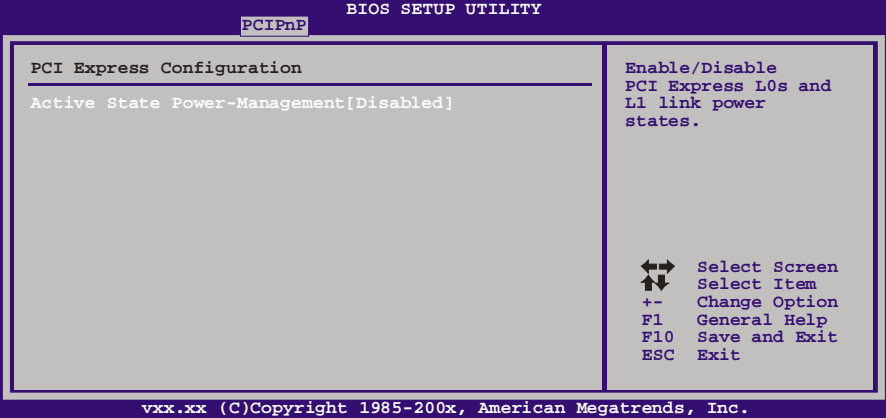 BIOS SETUP UTILITY
PCIPnP
PCI Express Configuration
Active State Power-Management[Disabled]
Enable/Disable
PCI Express L0s and
L1 link power
states.
Select Screen
Select Item
+- Change Option
F1 General Help
F10 Save and Exit
ESC Exit
vxx.xx (C)Copyright 1985-200x, American Megatrends, Inc.